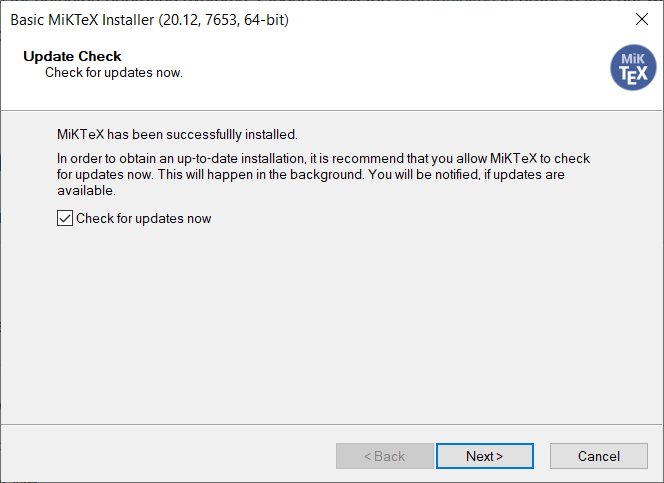 Basic MiKTeX Installer (20.12, 7653, 64-bit)
Update Check
Check for updates now.
MiK
TEX
MiKTeX has been successfullly installed.
In order to obtain an up-to-date installation, it is recommend that you allow MiKTeX to check
for updates now. This will happen in the background. You will be notified, if updates are
available.
Check for updates now
< Back
Next >
Cancel